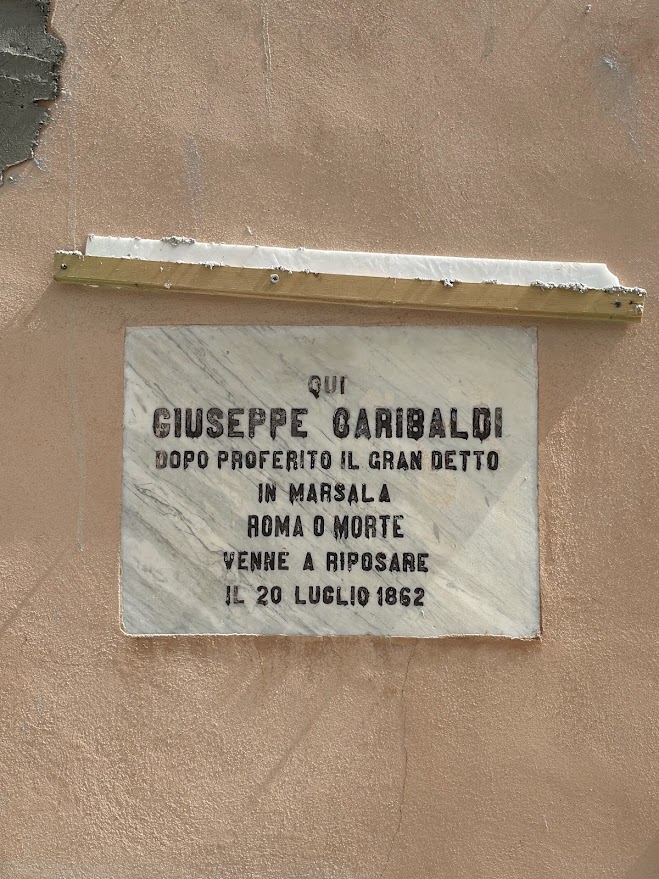 QUI
GIUSEPPE GARIBALDI
DOPO PROFERITO IL GRAN DETTO
IN MARSALA
ROMA O MORTE
VENNE A RIPOSARE
IL 20 LUGLIO 1862